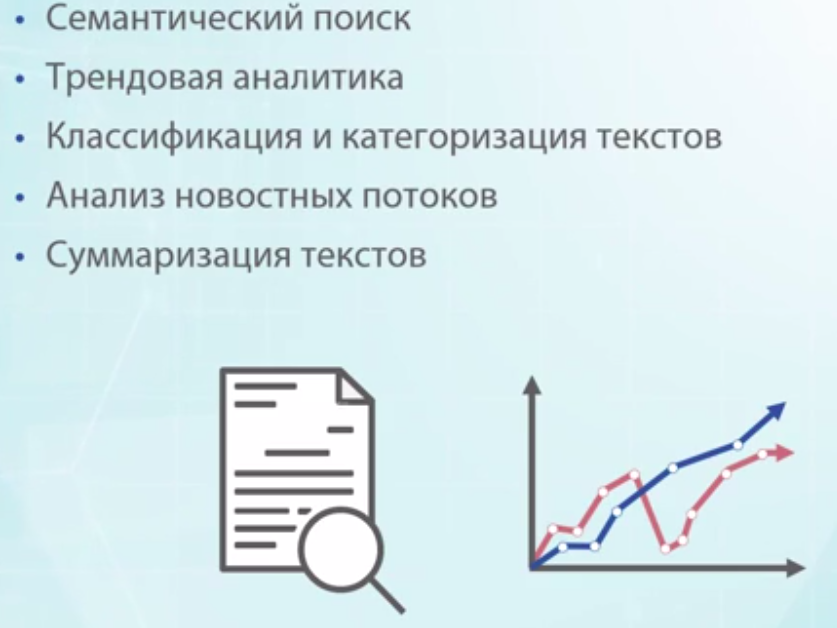 • Семантический поиск
• Трендовая аналитика
• Классификация и категоризация текстов
• Анализ новостных потоков
• Суммаризация текстов